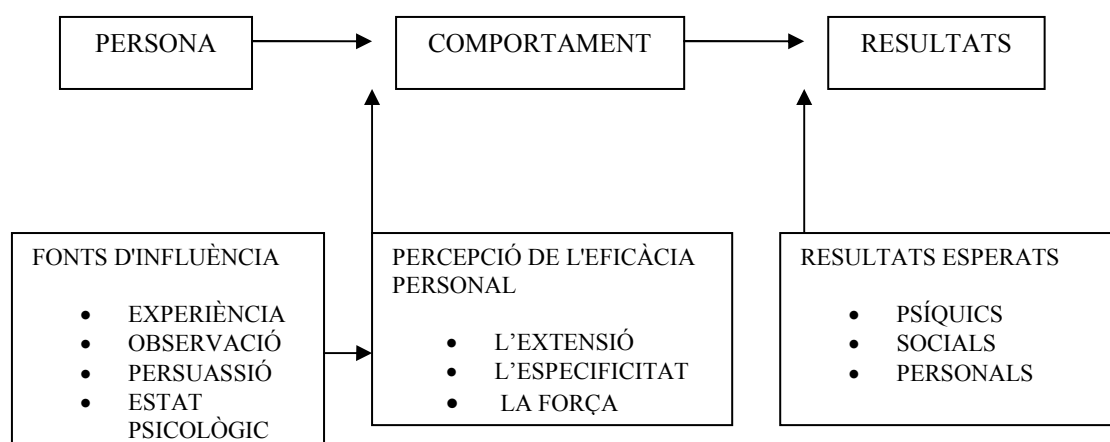 PERSONA
COMPORTAMENT
RESULTATS
FONTS D'INFLUÈNCIA
• EXPERIÈNCIA
• OBSERVACIÓ
• PERSUASSIÓ
• ESTAT
PSICOLÒGIC
PERCEPCIÓ DE L'EFICÀCIA
PERSONAL
• L’EXTENSIÓ
• L’ESPECIFICITAT
• LA FORÇA
RESULTATS ESPERATS
• PSÍQUICS
• SOCIALS
• PERSONALS